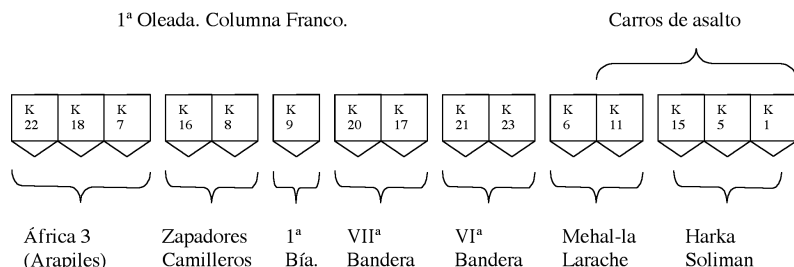 1ª Oleada. Columna Franco.
Carros de asalto
K 22 K 18 K 7 K 16 K 8 K 9 K 20 K 17 K 21 K 23 K 6 K 11 K 15 K 5 K 1
África 3 (Arapiles)
Zapadores Camilleros
1ª Bía.
VIIª Bandera
VIª Bandera
Mehal-la Larache
Harka Soliman